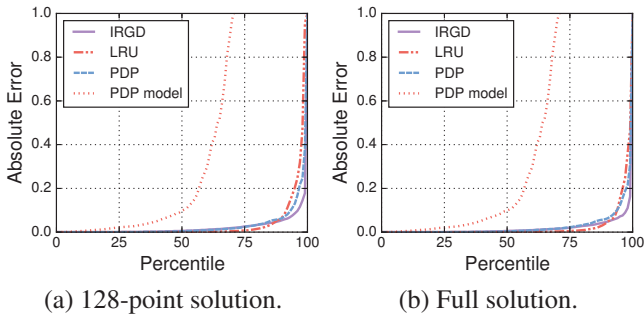 Absolute Error
1.0
0.8
0.6
0.4
0.2
0.0
IRGD
LRU
PDP
PDP model
0 25 50 75 100
Percentile
(a) 128-point solution.
Absolute Error
1.0
0.8
0.6
0.4
0.2
0.0
IRGD
LRU
PDP
PDP model
0 25 50 75 100
Percentile
(b) Full solution.